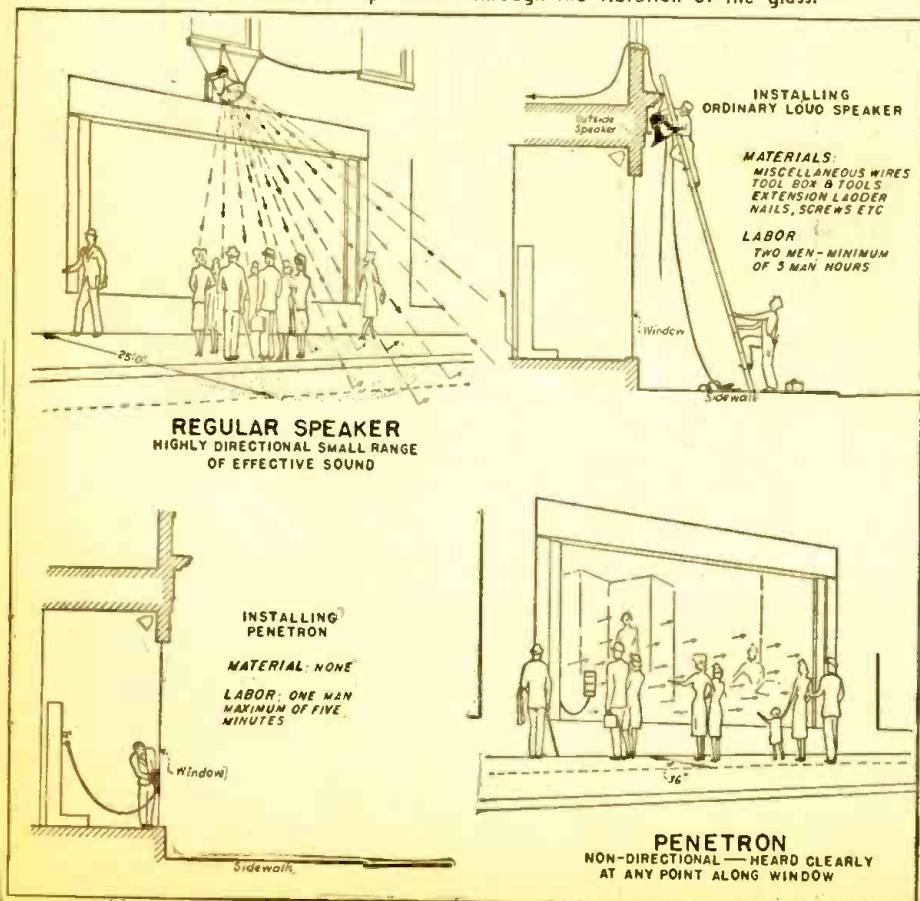 through the vibration of the glass.
INSTALLING
ORDINARY LOUD SPEAKER
Outside
Speaker
MATERIALS:
MISCELLANEOUS WIRES
TOOL BOX & TOOLS
EXTENSION LADDER
NAILS, SCREWS ETC
LABOR:
TWO MEN-MINIMUM
OF 5 MAN HOURS
Window
Sidewalk
25'0"
REGULAR SPEAKER
HIGHLY DIRECTIONAL SMALL RANGE
OF EFFECTIVE SOUND
INSTALLING
PENETRON
MATERIAL: NONE
LABOR: ONE MAN
MAXIMUM OF FIVE
MINUTES
Window
Sidewalk
36"
PENETRON
NON-DIRECTIONAL — HEARD CLEARLY
AT ANY POINT ALONG WINDOW